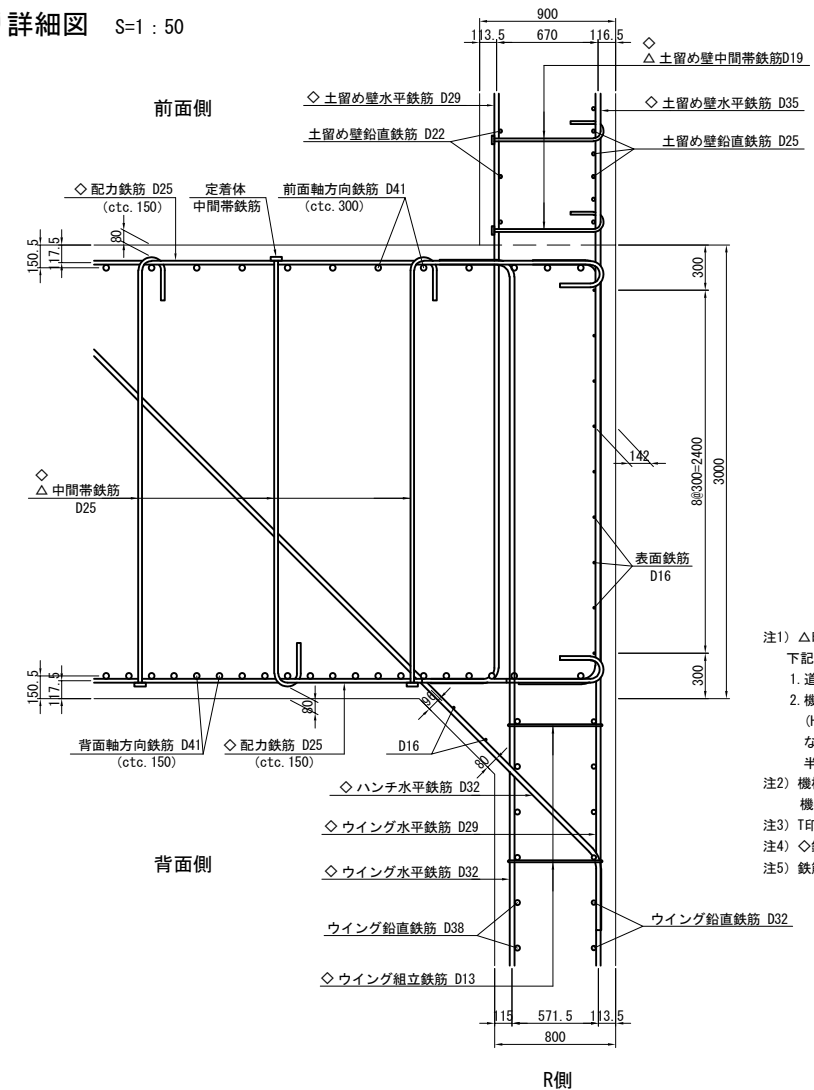 詳細図 S=1：50
900
113.5 670 116.5
◇
△ 土留め壁中間帯鉄筋D19
前面側
◇ 土留め壁水平鉄筋 D29
◇ 土留め壁水平鉄筋 D35
土留め壁鉛直鉄筋 D22
土留め壁鉛直鉄筋 D25
◇ 配力鉄筋 D25
(ctc.150)
定着体
中間帯鉄筋
前面軸方向鉄筋 D41
(ctc.300)
80
150.5
117.5
300
8@300=2400
3000
142
◇
△ 中間帯鉄筋
D25
表面鉄筋
D16
300
150.5
117.5
80
96
80
背面軸方向鉄筋 D41
(ctc.150)
◇ 配力鉄筋 D25
(ctc.150)
D16
◇ ハンチ水平鉄筋 D32
◇ ウイング水平鉄筋 D29
背面側
◇ ウイング水平鉄筋 D32
ウイング鉛直鉄筋 D38
ウイング鉛直鉄筋 D32
◇ ウイング組立鉄筋 D13
115 571.5 113.5
800
R側
注1) △
下記
1.道
2.機
な
半
注2) 機
機
注3) T印
注4) ◇
注5) 鉄